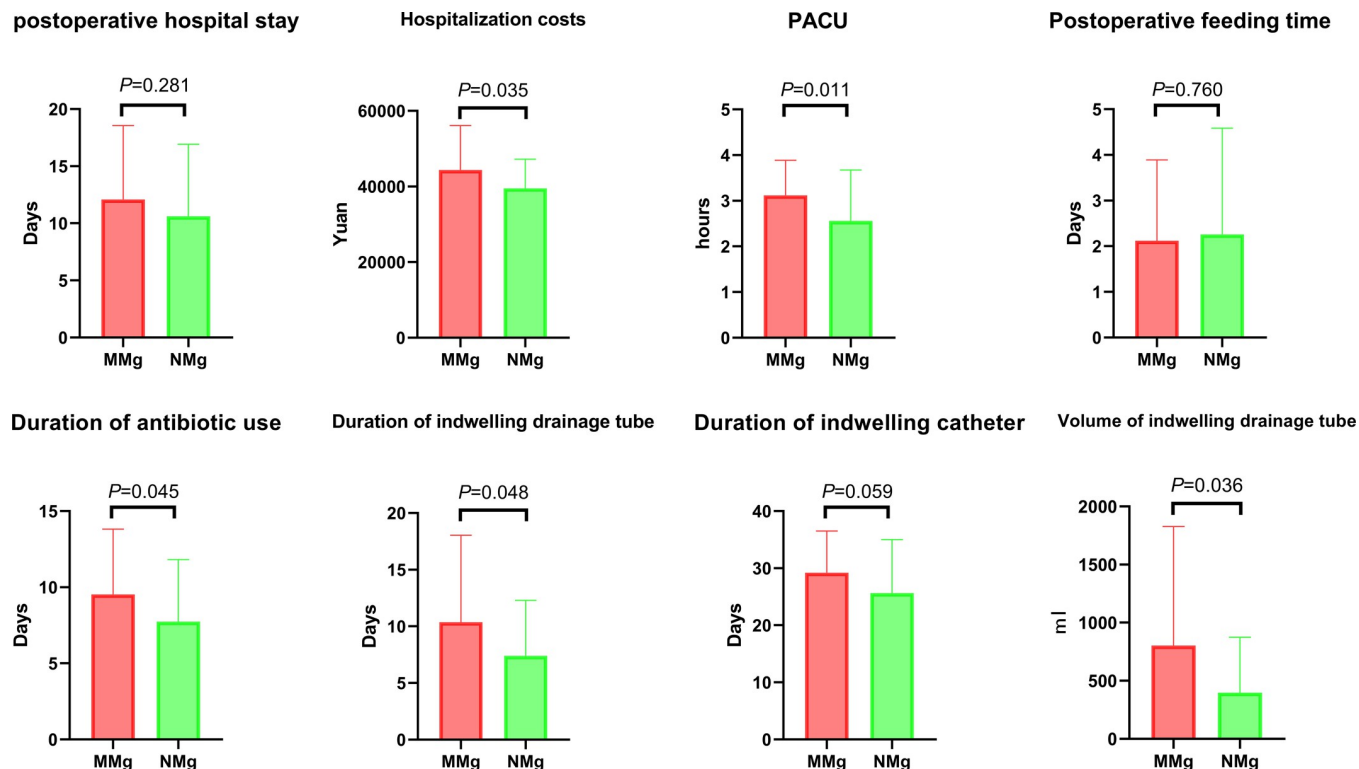 postoperative hospital stay
P=0.281
20
15
10
5
0
Days
MMg NMg
Hospitalization costs
P=0.035
60000
40000
20000
0
Yuan
MMg NMg
PACU
P=0.011
5
4
3
2
1
0
hours
MMg NMg
Postoperative feeding time
P=0.760
5
4
3
2
1
0
Days
MMg NMg
Duration of antibiotic use
P=0.045
15
10
5
0
Days
MMg NMg
Duration of indwelling drainage tube
P=0.048
20
15
10
5
0
Days
MMg NMg
Duration of indwelling catheter
P=0.059
40
30
20
10
0
Days
MMg NMg
Volume of indwelling drainage tube
P=0.036
2000
1500
1000
500
0
ml
MMg NMg